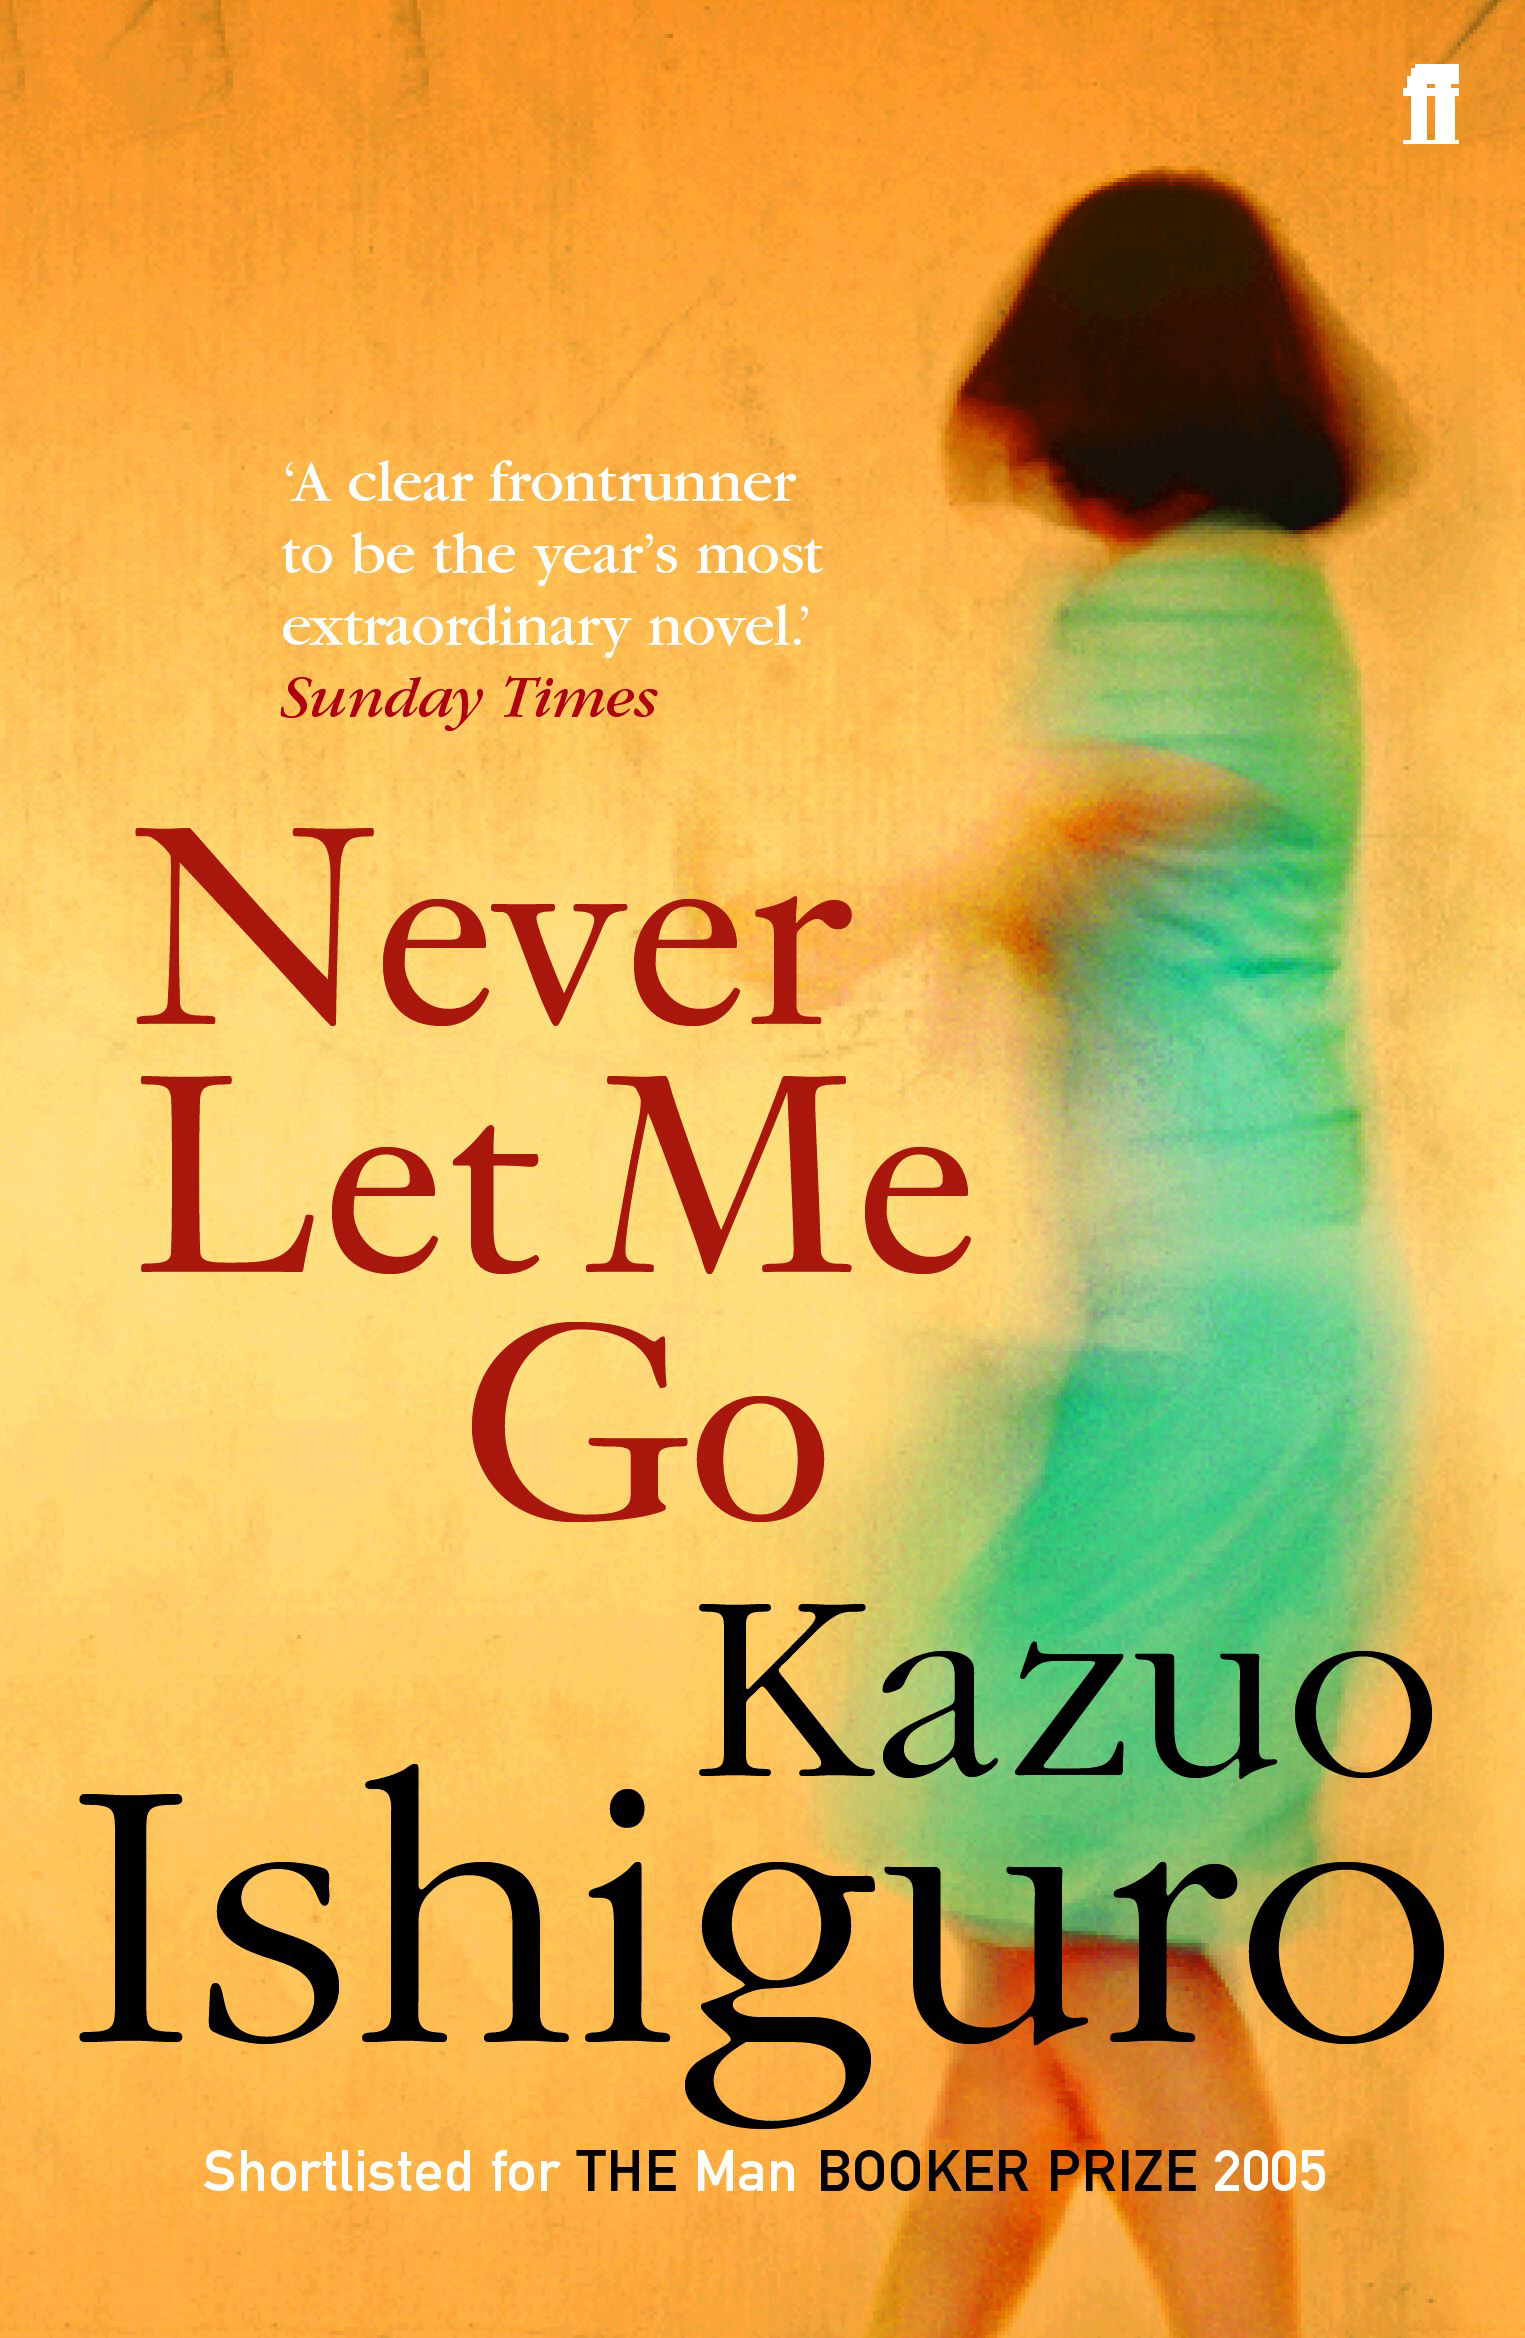 ff
‘A clear frontrunner
to be the year’s most
extraordinary novel.’
Sunday Times
Never
Let Me
Go
Kazuo
Ishiguro
Shortlisted for THE Man BOOKER PRIZE 2005